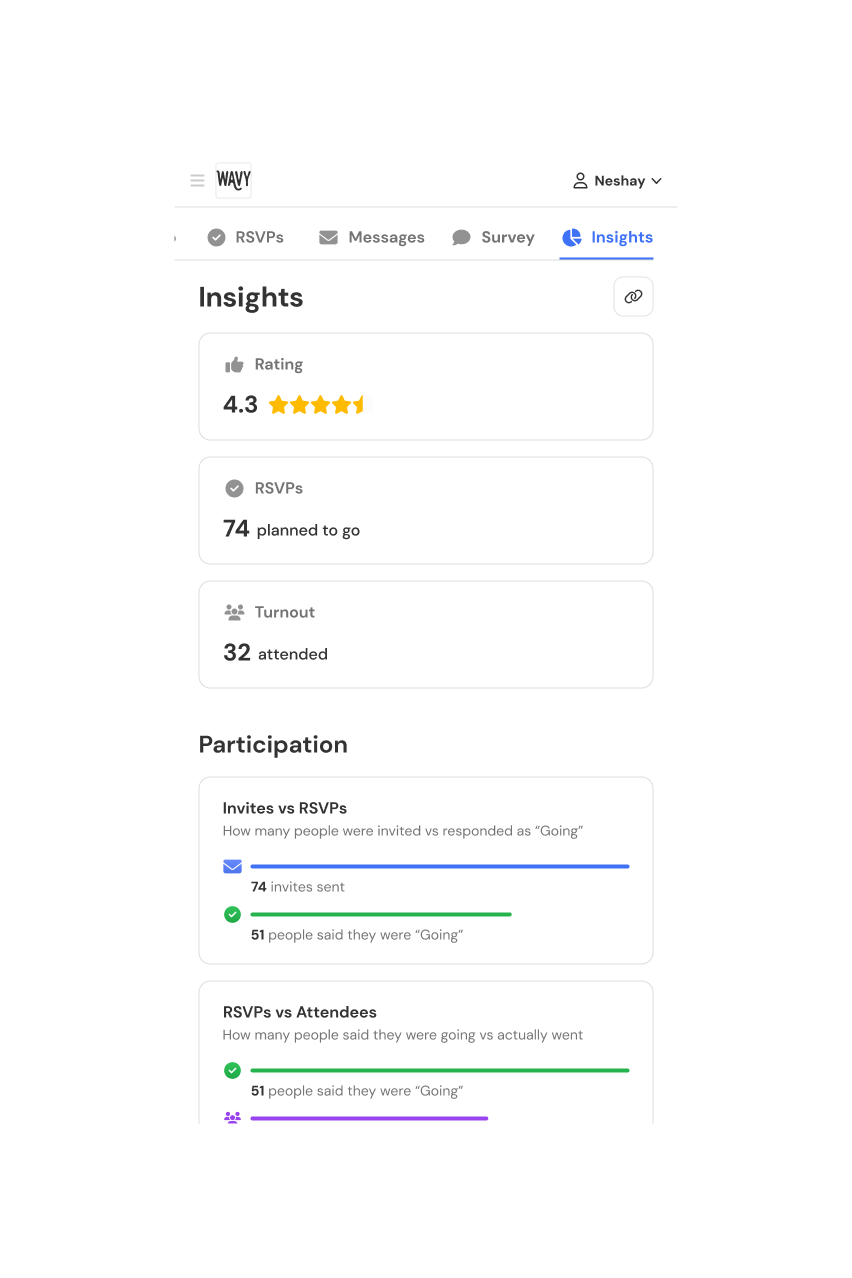 WAVY
Neshay
RSVPs
Messages
Survey
Insights
Insights
Rating
4.3
RSVPs
74 planned to go
Turnout
32 attended
Participation
Invites vs RSVPs
How many people were invited vs responded as “Going”
74 invites sent
51 people said they were “Going”
RSVPs vs Attendees
How many people said they were going vs actually went
51 people said they were “Going”